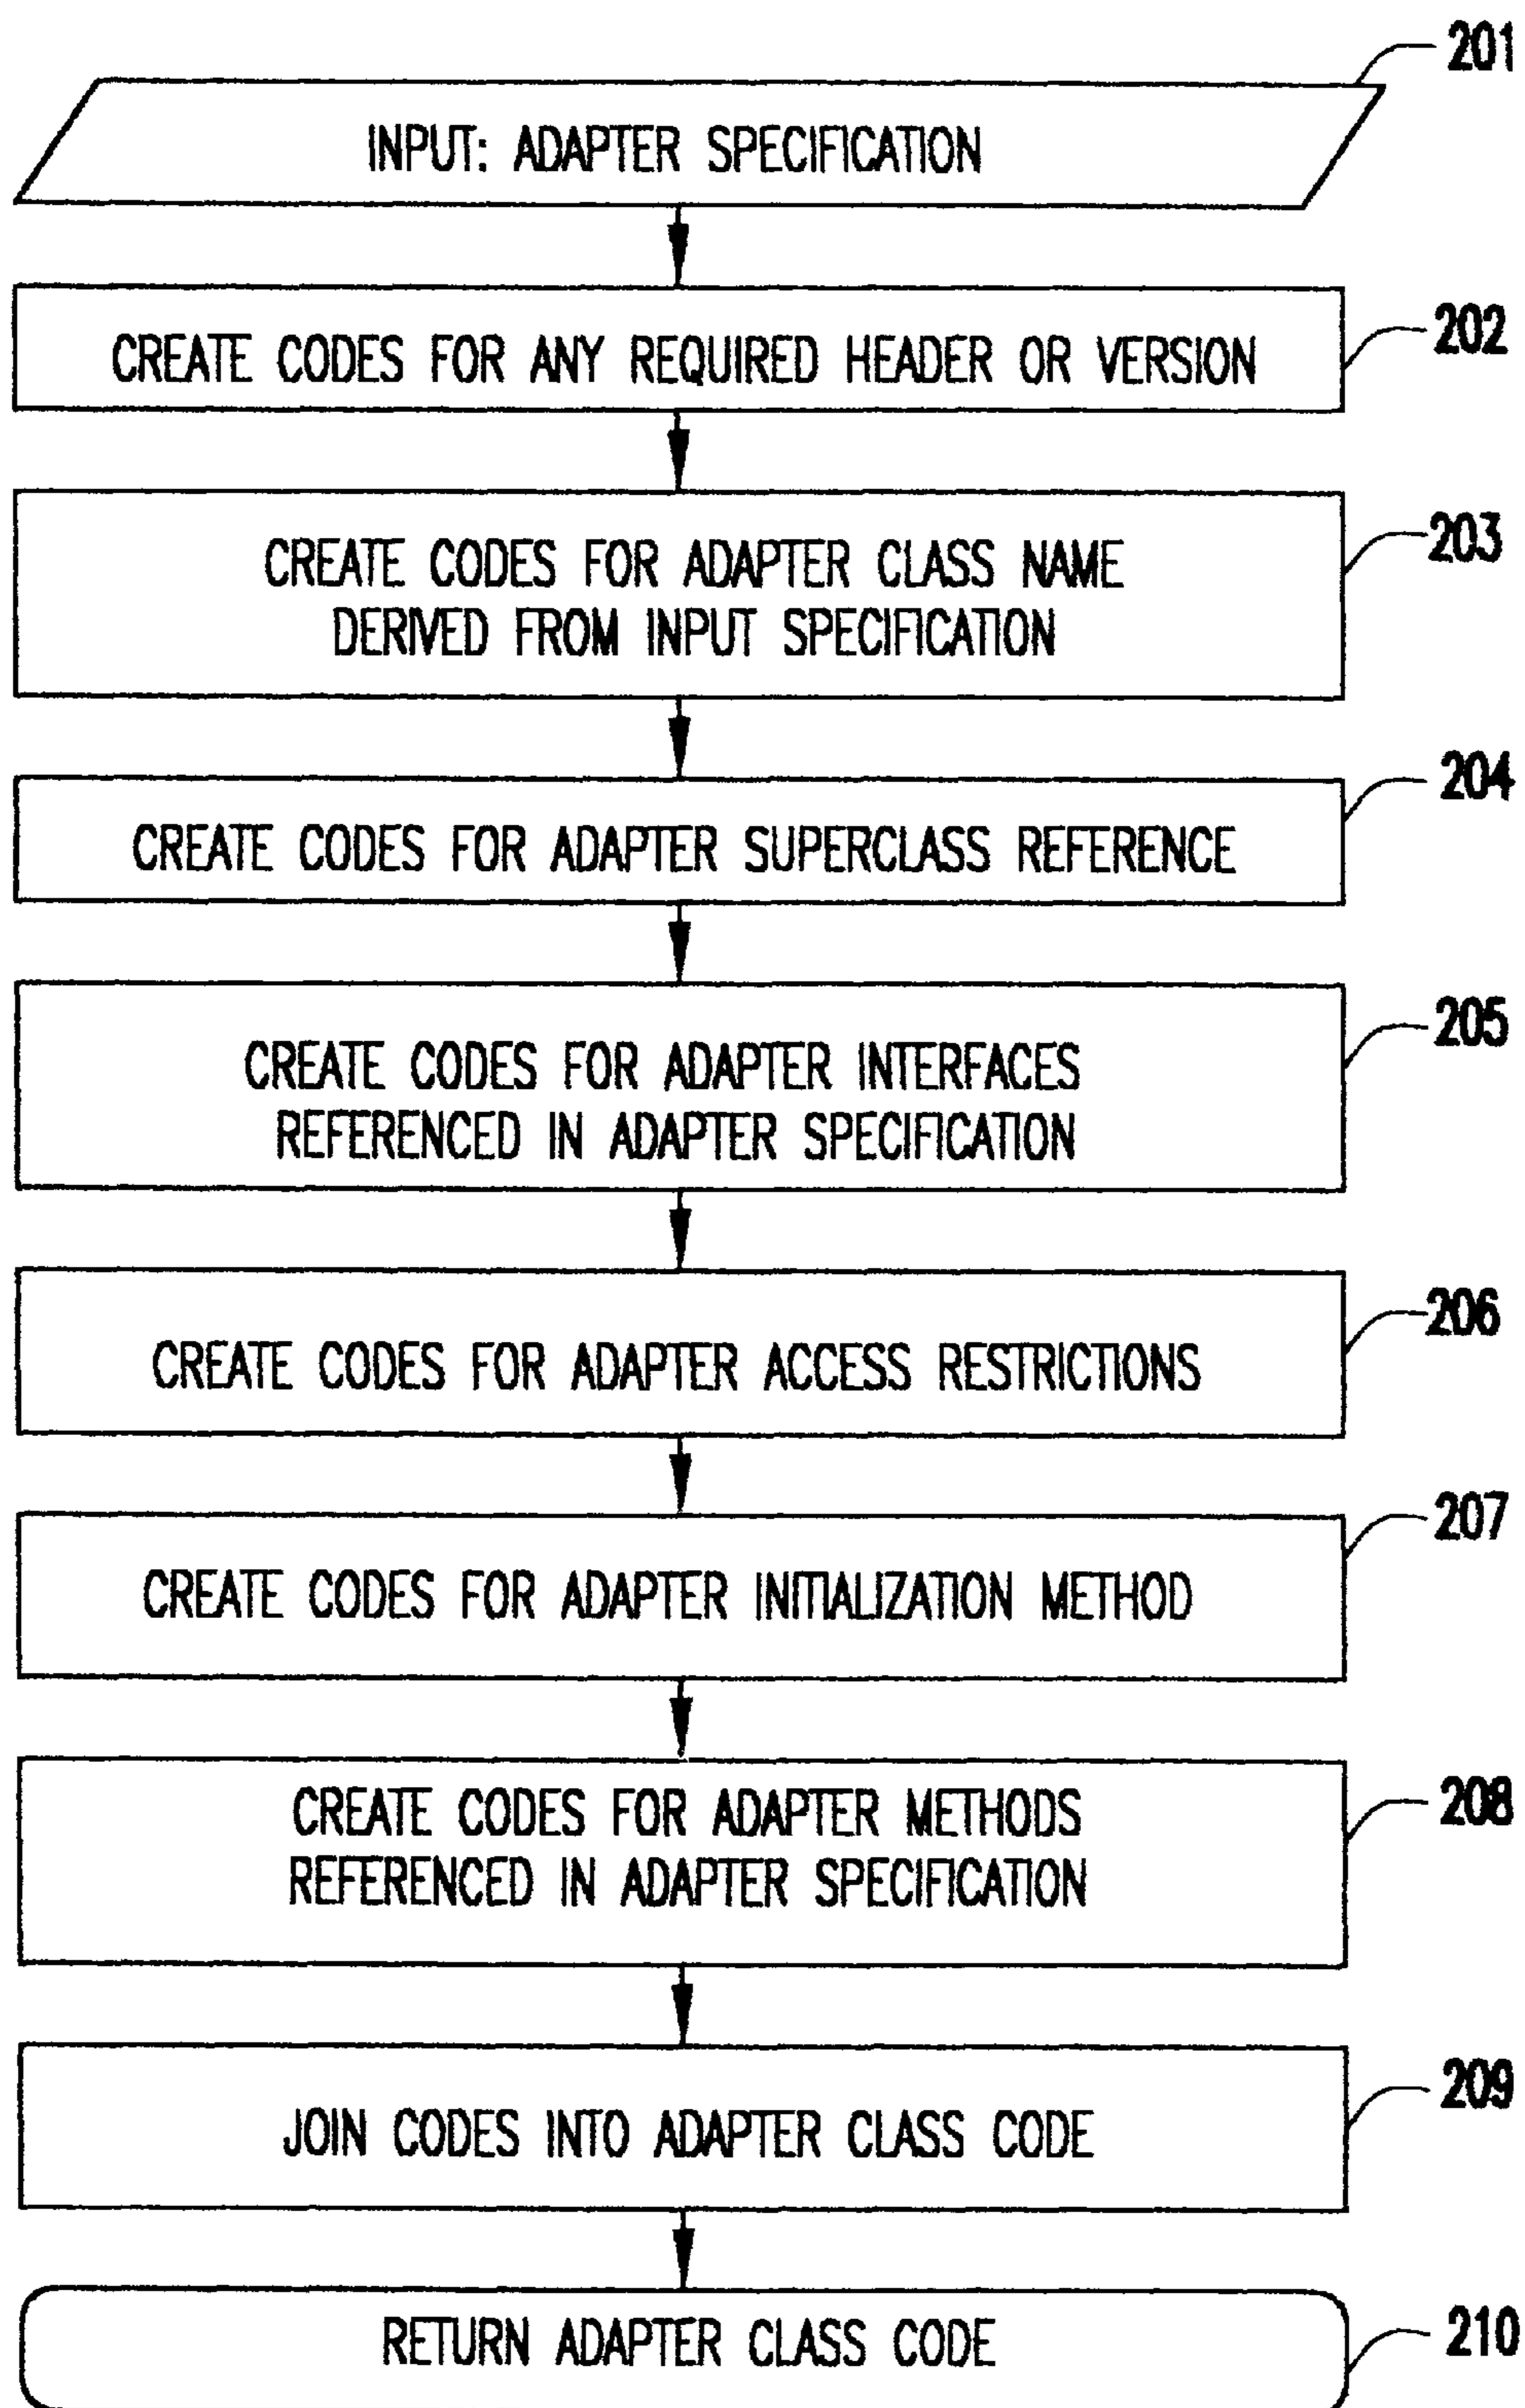 201
INPUT: ADAPTER SPECIFICATION
202
CREATE CODES FOR ANY REQUIRED HEADER OR VERSION
203
CREATE CODES FOR ADAPTER CLASS NAME
DERIVED FROM INPUT SPECIFICATION
204
CREATE CODES FOR ADAPTER SUPERCLASS REFERENCE
205
CREATE CODES FOR ADAPTER INTERFACES
REFERENCED IN ADAPTER SPECIFICATION
206
CREATE CODES FOR ADAPTER ACCESS RESTRICTIONS
207
CREATE CODES FOR ADAPTER INITIALIZATION METHOD
208
CREATE CODES FOR ADAPTER METHODS
REFERENCED IN ADAPTER SPECIFICATION
209
JOIN CODES INTO ADAPTER CLASS CODE
210
RETURN ADAPTER CLASS CODE